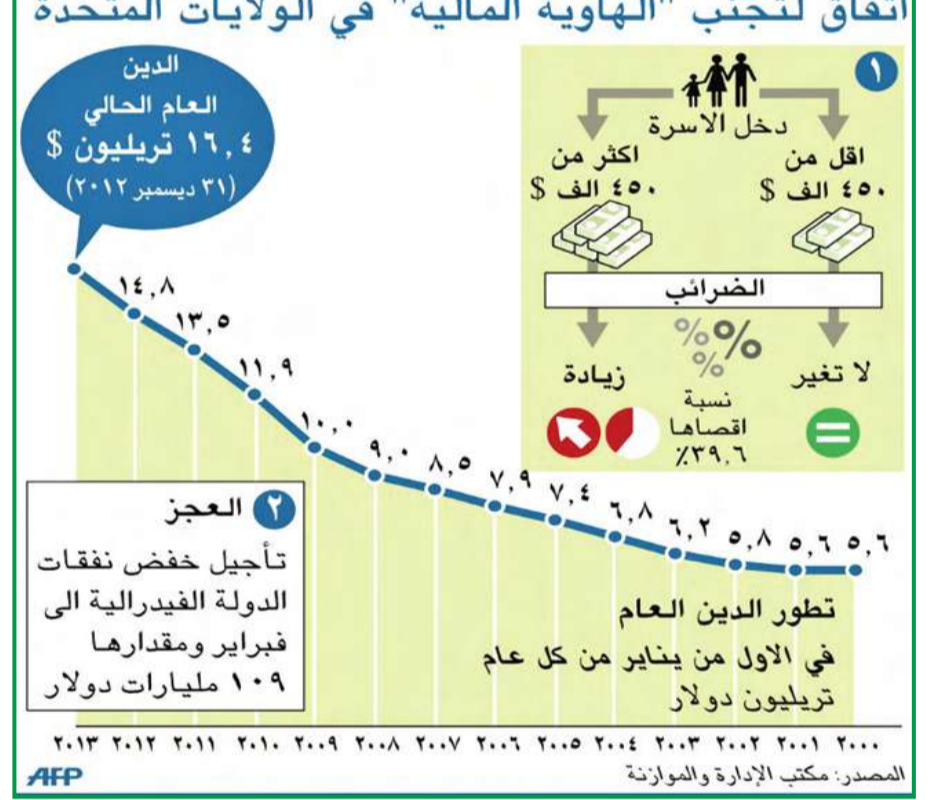 اتفاق لتجنب "الهاوية المالية" في الولايات المتحدة
١
دخل الاسرة
اقل من
٤٥٠ الف $
اكثر من
٤٥٠ الف $
الضرائب
لا تغير
%%%
نسبة
اقصاها
٣٩,٦٪
زيادة
الدين
العام الحالي
١٦,٤ تريليون $
(٣١ ديسمبر ٢٠١٢)
١٤,٨
١٣,٥
١١,٩
١٠,٠
٩,٠
٨,٥
٧,٩
٧,٤
٦,٨
٦,٢
٥,٨
٥,٦
٥,٦
تطور الدين العام
في الاول من يناير من كل عام
تريليون دولار
٢ العجز
تأجيل خفض نفقات
الدولة الفيدرالية الى
فبراير ومقدارها
١٠٩ مليارات دولار
٢٠٠٠ ٢٠٠١ ٢٠٠٢ ٢٠٠٣ ٢٠٠٤ ٢٠٠٥ ٢٠٠٦ ٢٠٠٧ ٢٠٠٨ ٢٠٠٩ ٢٠١٠ ٢٠١١ ٢٠١٢ ٢٠١٣
المصدر: مكتب الإدارة والموازنة
AFP